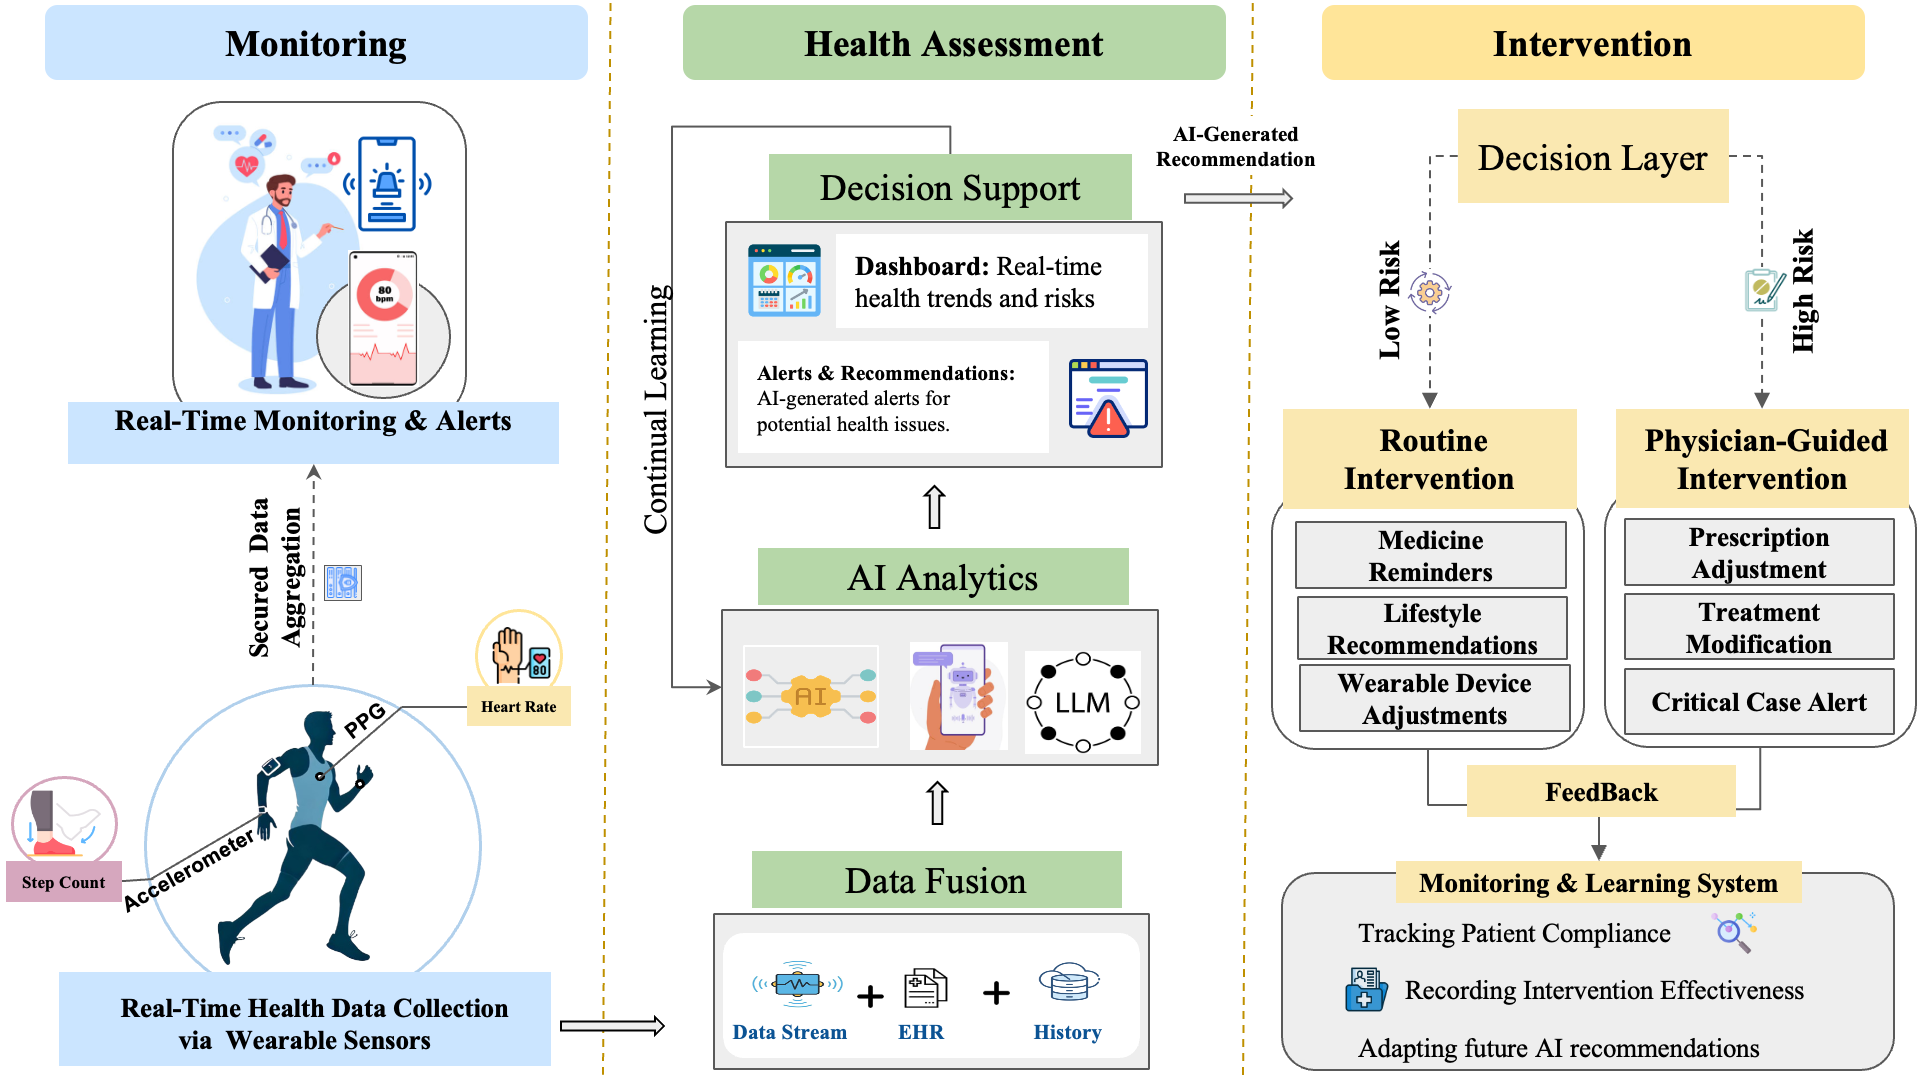 Monitoring
80
bpm
Real-Time Monitoring & Alerts
Secured Data
Aggregation
80
Heart Rate
PPG
Accelerometer
Step Count
Real-Time Health Data Collection
via Wearable Sensors
Health Assessment
Continual Learning
Decision Support
Dashboard: Real-time
health trends and risks
Alerts & Recommendations:
AI-generated alerts for
potential health issues.
AI Analytics
AI
LLM
Data Fusion
Data Stream
+
EHR
+
History
AI-Generated
Recommendation
Intervention
Decision Layer
Low Risk
High Risk
Routine
Intervention
Medicine
Reminders
Lifestyle
Recommendations
Wearable Device
Adjustments
Physician-Guided
Intervention
Prescription
Adjustment
Treatment
Modification
Critical Case Alert
FeedBack
Monitoring & Learning System
Tracking Patient Compliance
Recording Intervention Effectiveness
Adapting future AI recommendations